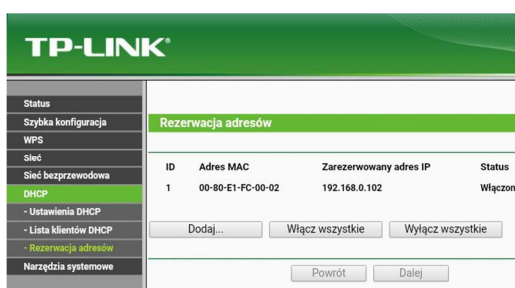 TP-LINK®
Status
Szybka konfiguracja
WPS
Sieć
Sieć bezprzewodowa
DHCP
- Ustawienia DHCP
- Lista klientów DHCP
- Rezerwacja adresów
Narzędzia systemowe
Rezerwacja adresów
ID Adres MAC Zarezerwowany adres IP Status
1 00-80-E1-FC-00-02 192.168.0.102 Włączon
Dodaj... Włącz wszystkie Wyłącz wszystkie
Powrót Dalej